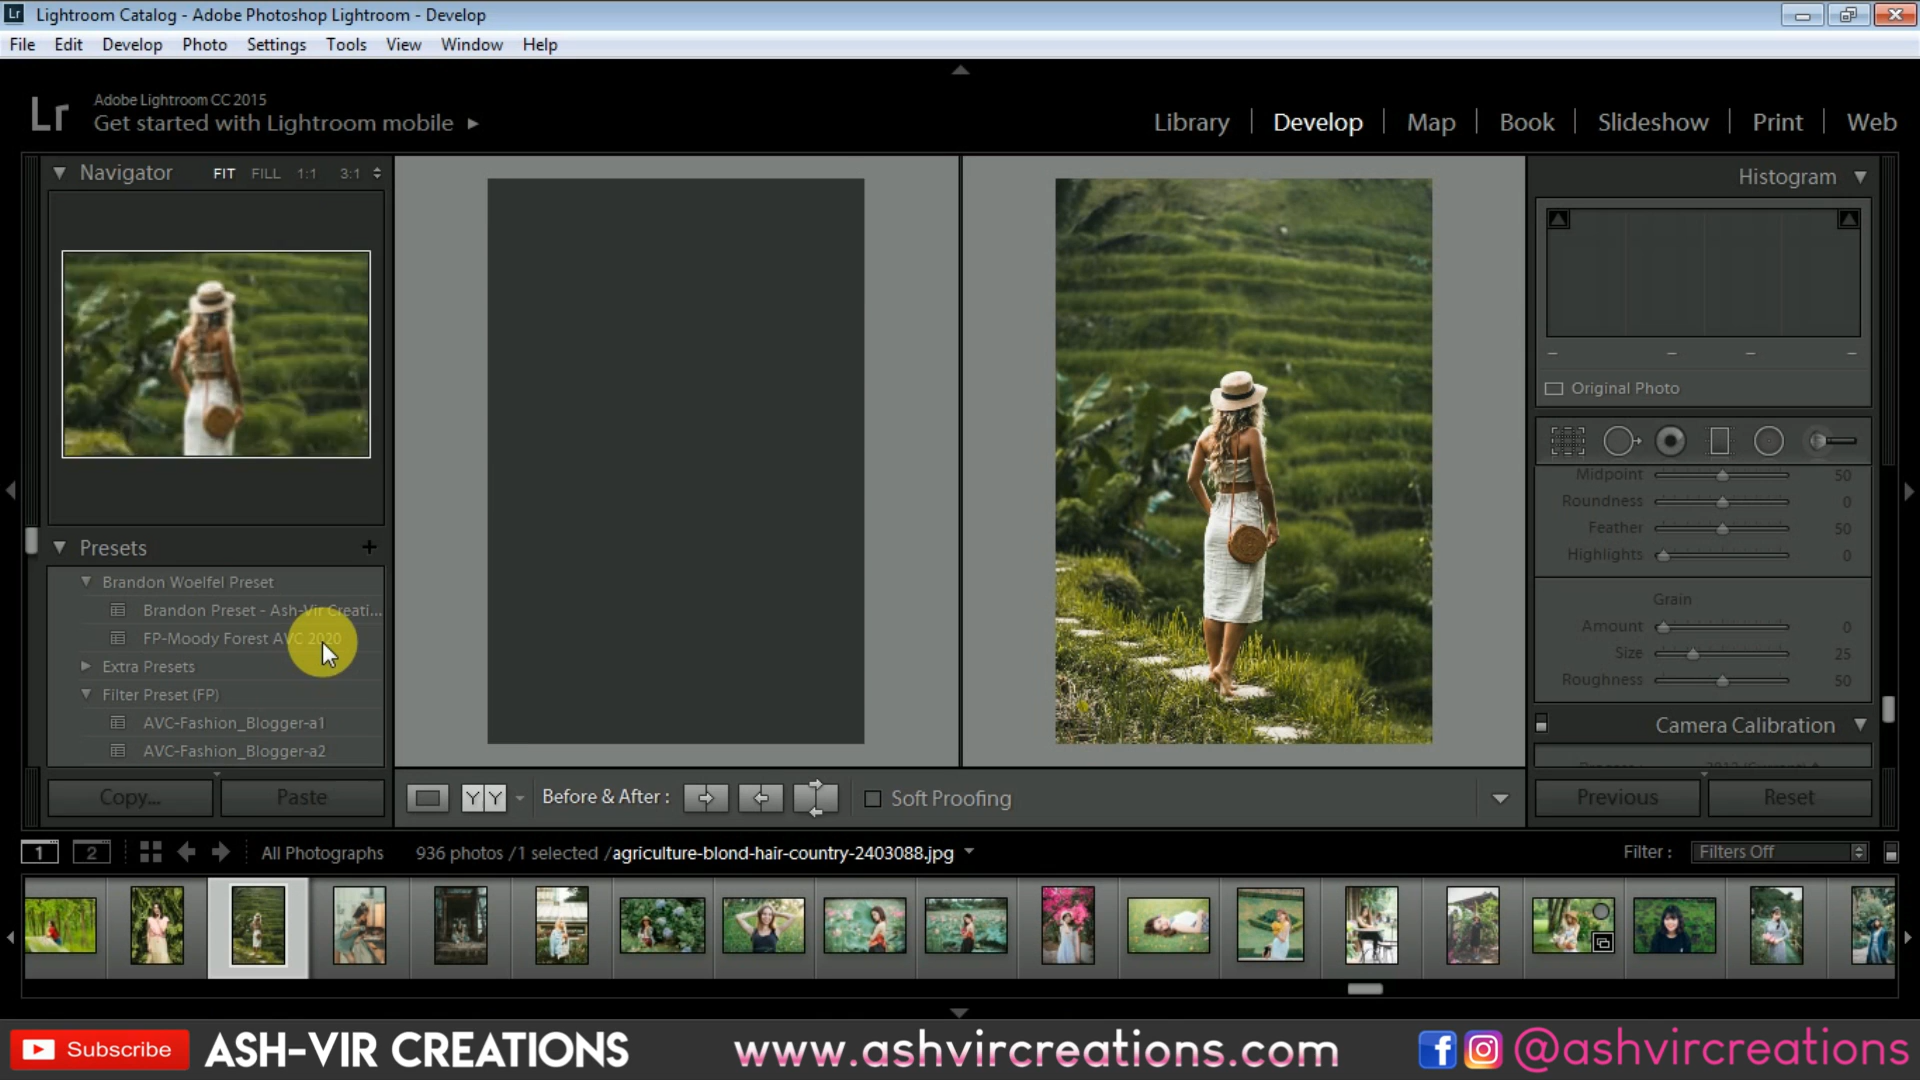 Lightroom Catalog - Adobe Photoshop Lightroom - Develop
File Edit Develop Photo Settings Tools View Window Help
Lr
Adobe Lightroom CC 2015
Get started with Lightroom mobile
Library | Develop | Map | Book | Slideshow | Print | Web
Navigator FIT FILL 1:1 3:1
Histogram
Original Photo
Midpoint 50
Roundness 0
Feather 50
Highlights 0
Grain
Amount 0
Size 25
Roughness 50
Camera Calibration
Presets +
Brandon Woelfel Preset
Brandon Preset - Ash-Vir Creati...
FP-Moody Forest AVC 2020
Extra Presets
Filter Preset (FP)
AVC-Fashion_Blogger-a1
AVC-Fashion_Blogger-a2
Copy... Paste
YY Before & After : Soft Proofing
Previous Reset
1 2 All Photographs 936 photos /1 selected /agriculture-blond-hair-country-2403088.jpg
Filter : Filters Off
Subscribe ASH-VIR CREATIONS www.ashvircreations.com @ashvircreations